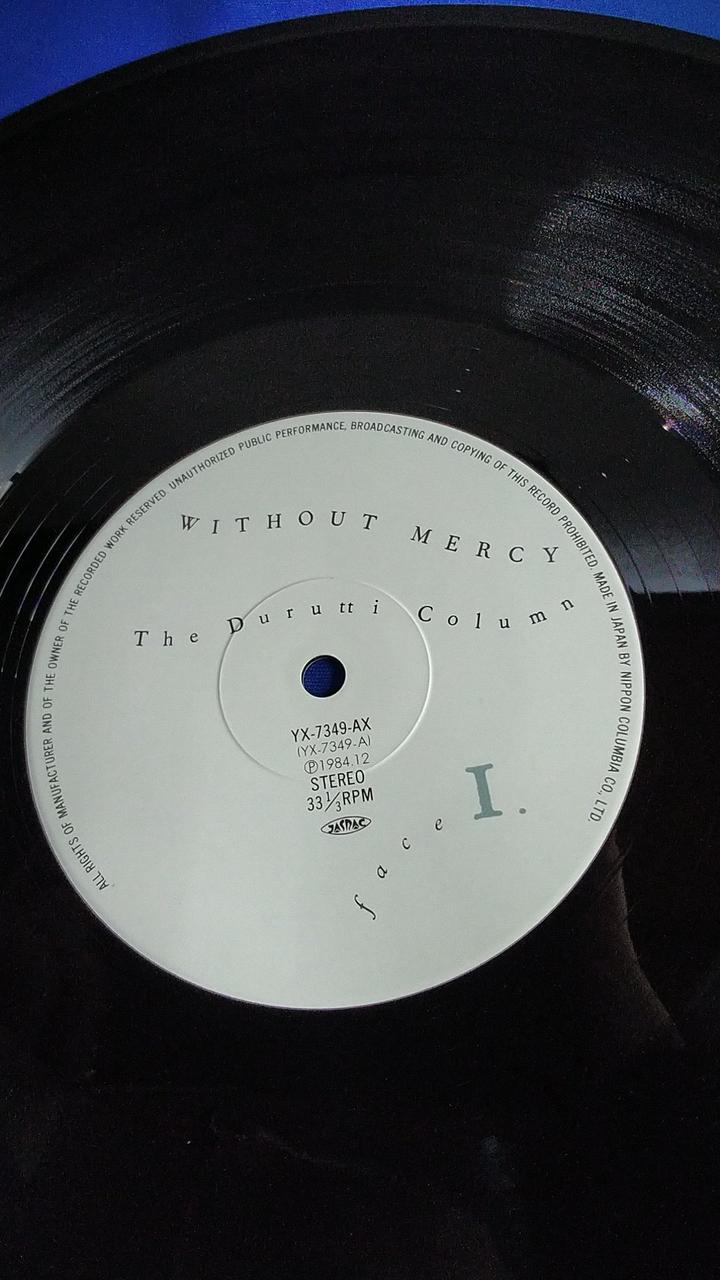 ALL RIGHTS OF MANUFACTURER AND OF THE OWNER OF THE RECORDED WORK RESERVED. UNAUTHORIZED PUBLIC PERFORMANCE, BROADCASTING AND COPYING OF THIS RECORD PROHIBITED. MADE IN JAPAN BY NIPPON COLUMBIA CO., LTD.
WITHOUT MERCY
The Durutti Column
YX-7349-AX
(YX-7349-A)
Ⓟ1984.12
STEREO
33⅓RPM
JASRAC
face I.